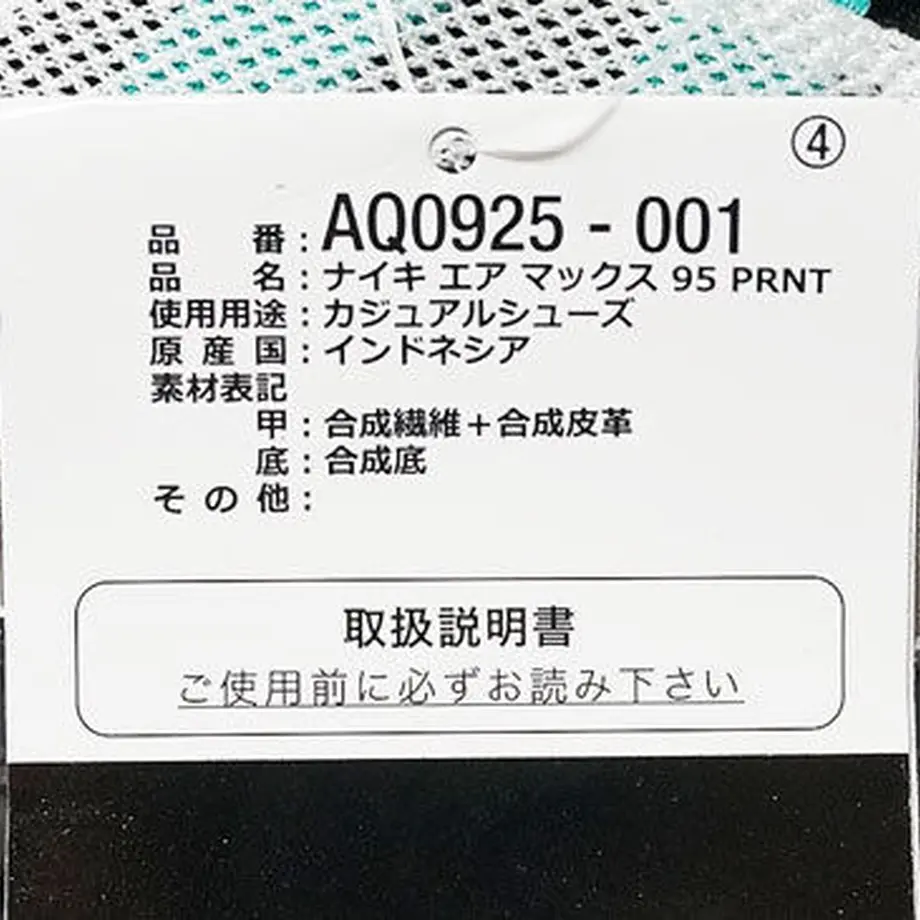 ④
品番：AQ0925 - 001
品名：ナイキ エア マックス 95 PRNT
使用用途：カジュアルシューズ
原産国：インドネシア
素材表記
甲：合成繊維＋合成皮革
底：合成底
その他：
取扱説明書
ご使用前に必ずお読み下さい